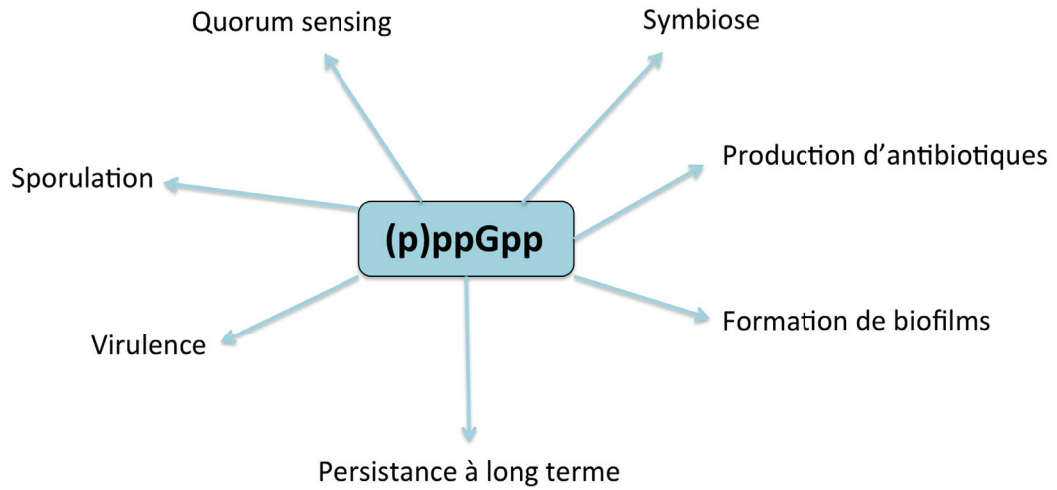 Quorum sensing
Symbiose
Production d’antibiotiques
Sporulation
(p)ppGpp
Formation de biofilms
Virulence
Persistance à long terme